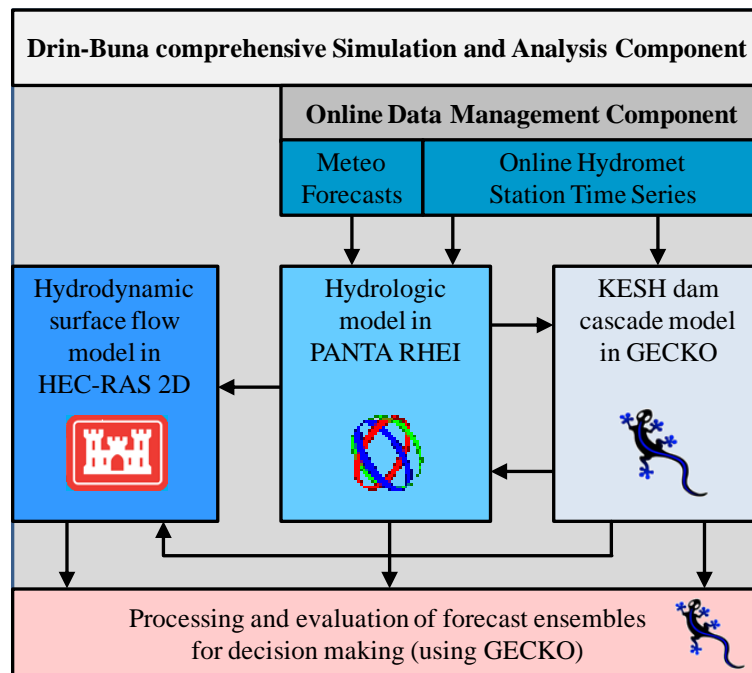 Drin-Buna comprehensive Simulation and Analysis Component
Online Data Management Component
Meteo
Forecasts
Online Hydromet
Station Time Series
Hydrodynamic
surface flow
model in
HEC-RAS 2D
Hydrologic
model in
PANTA RHEI
KESH dam
cascade model
in GECKO
Processing and evaluation of forecast ensembles
for decision making (using GECKO)